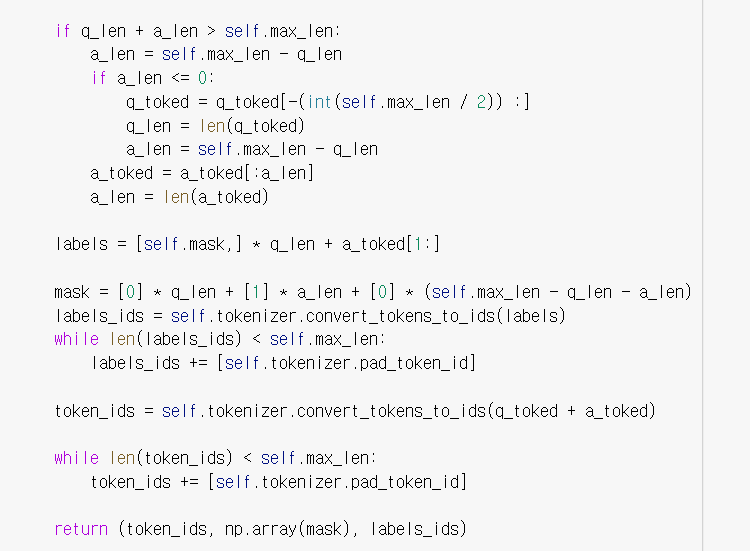 if q_len + a_len > self.max_len:
    a_len = self.max_len - q_len
    if a_len <= 0:
        q_toked = q_toked[-(int(self.max_len / 2)) :]
        q_len = len(q_toked)
        a_len = self.max_len - q_len
    a_toked = a_toked[:a_len]
    a_len = len(a_toked)
labels = [self.mask,] * q_len + a_toked[1:]
mask = [0] * q_len + [1] * a_len + [0] * (self.max_len - q_len - a_len)
labels_ids = self.tokenizer.convert_tokens_to_ids(labels)
while len(labels_ids) < self.max_len:
    labels_ids += [self.tokenizer.pad_token_id]
token_ids = self.tokenizer.convert_tokens_to_ids(q_toked + a_toked)
while len(token_ids) < self.max_len:
    token_ids += [self.tokenizer.pad_token_id]
return (token_ids, np.array(mask), labels_ids)